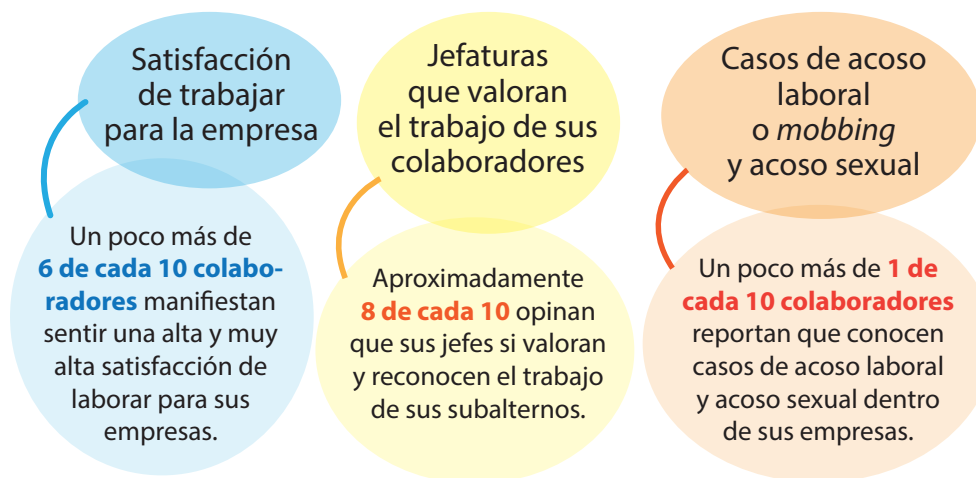 Satisfacción
de trabajar
para la empresa
Un poco más de
6 de cada 10 colabo-
radores manifiestan
sentir una alta y muy
alta satisfacción de
laborar para sus
empresas.
Jefaturas
que valoran
el trabajo de sus
colaboradores
Aproximadamente
8 de cada 10 opinan
que sus jefes si valoran
y reconocen el trabajo
de sus subalternos.
Casos de acoso
laboral
o mobbing
y acoso sexual
Un poco más de 1 de
cada 10 colaboradores
reportan que conocen
casos de acoso laboral
y acoso sexual dentro
de sus empresas.